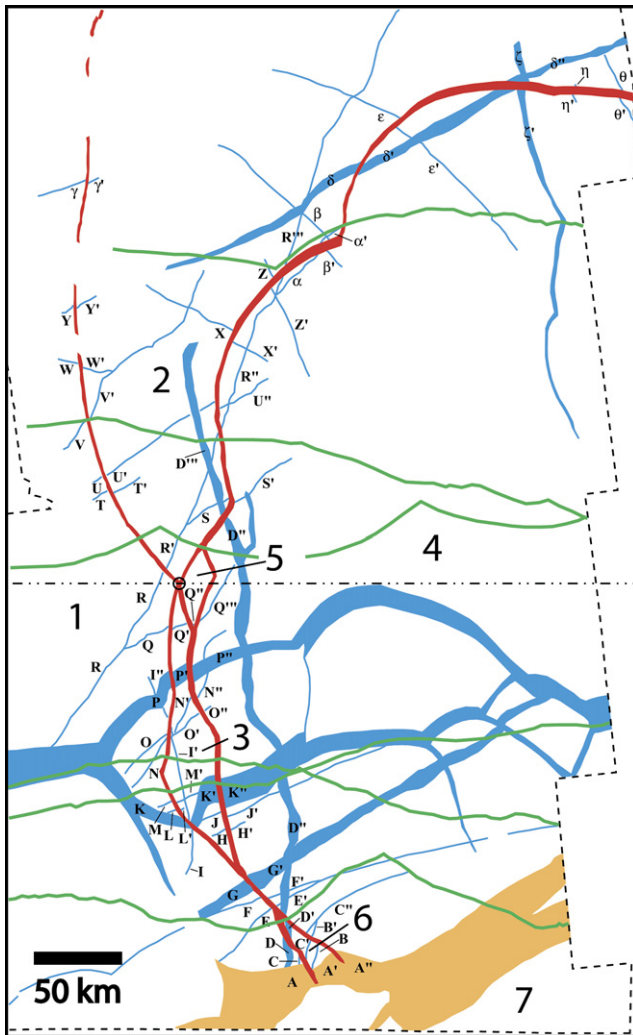 ζ δ''
η θ
ε η' θ'
ζ'
δ' ε'
γ γ' δ
β
R''' α'
Z β'
α
Y Y' Z'
X
X'
W W' R''
2 U''
V'
V
D'''
U U' S'
T T'
S
D''
R' 5 4
1 R Q'' Q'''
Q Q'
R I'' P' P''
P N' N''
O''
O O'
I' 3
N M'
K K' K''
M L L' J J' D''
H H'
I G'
G F'
F E' C''
E D' B'
6
D C' B
C A' A''
A
50 km 7